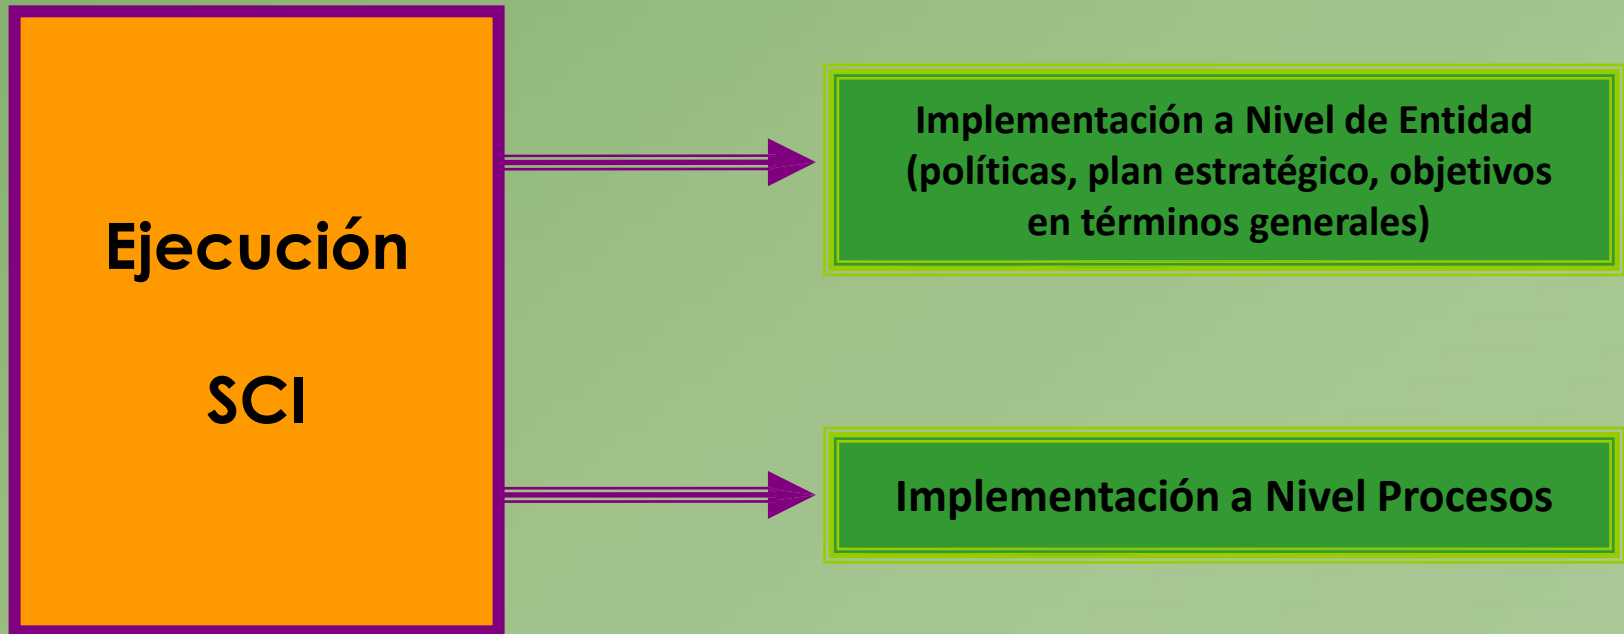 Ejecución
SCI
Implementación a Nivel de Entidad
(políticas, plan estratégico, objetivos
en términos generales)
Implementación a Nivel Procesos